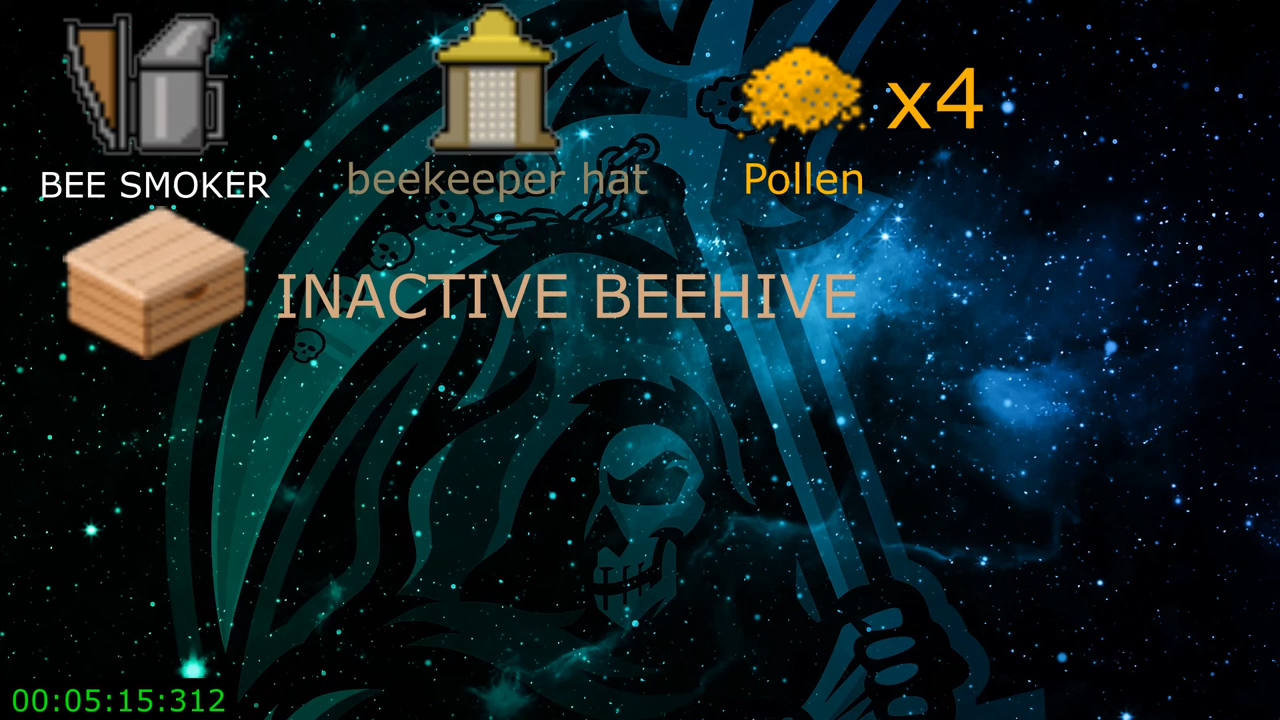 x4
BEE SMOKER
beekeeper hat
Pollen
INACTIVE BEEHIVE
00:05:15:312